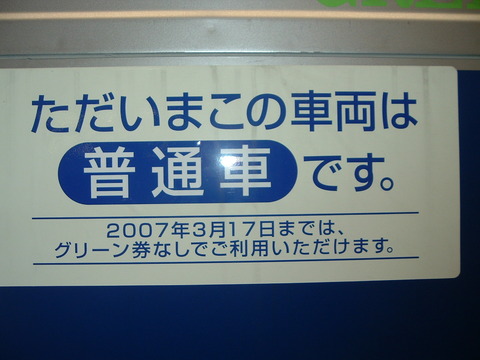 ただいまこの車両は
普通車です。
2007年3月17日までは、
グリーン券なしでご利用いただけます。